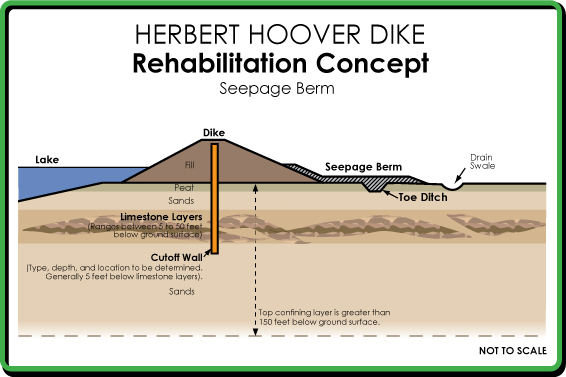 HERBERT HOOVER DIKE
Rehabilitation Concept
Seepage Berm
Dike
Lake
Fill
Seepage Berm
Drain
Swale
Peat
Toe Ditch
Sands
Limestone Layers
(Ranges between 5 to 50 feet
below ground surface)
Cutoff Wall
(Type, depth, and location to be determined.
Generally 5 feet below limestone layers).
Sands
Top confining layer is greater than
150 feet below ground surface.
NOT TO SCALE